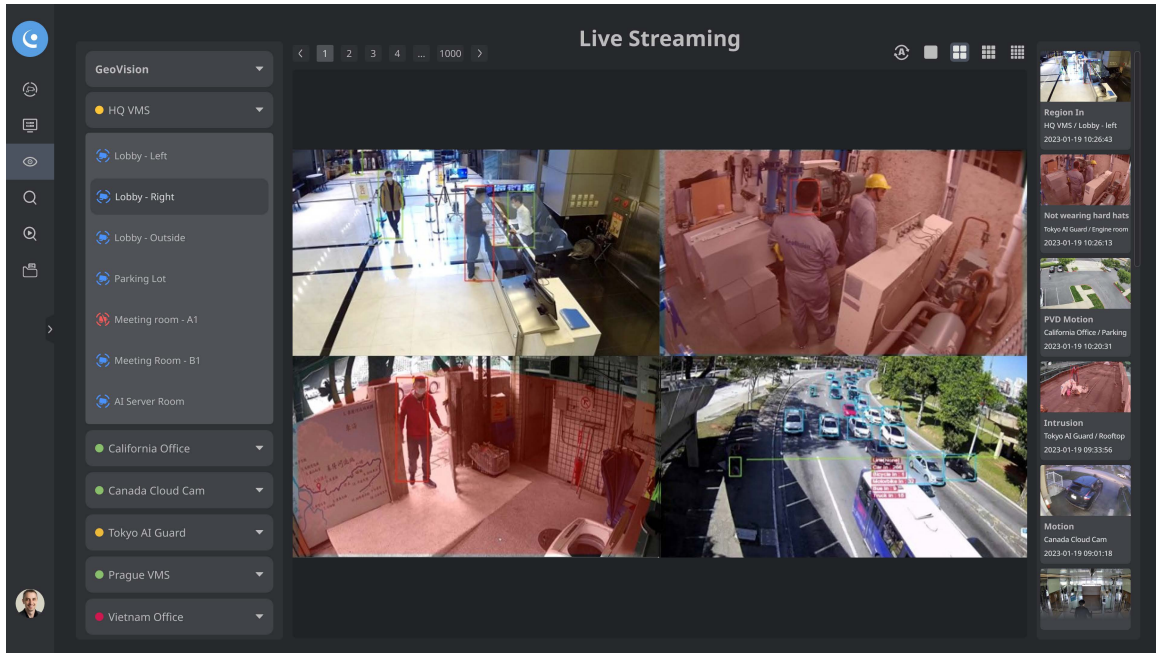 Live Streaming
GeoVision
HQ VMS
Lobby - Left
Lobby - Right
Lobby - Outside
Parking Lot
Meeting room - A1
Meeting Room - B1
AI Server Room
California Office
Canada Cloud Cam
Tokyo AI Guard
Prague VMS
Vietnam Office
1 2 3 4 ... 1000
A
Region In
HQ VMS / Lobby - left
2023-01-19 10:26:43
Not wearing hard hats
Tokyo AI Guard / Engine room
2023-01-19 10:26:13
PVD Motion
California Office / Parking
2023-01-19 10:20:31
Intrusion
Tokyo AI Guard / Rooftop
2023-01-19 09:33:56
Motion
Canada Cloud Cam
2023-01-19 09:01:18